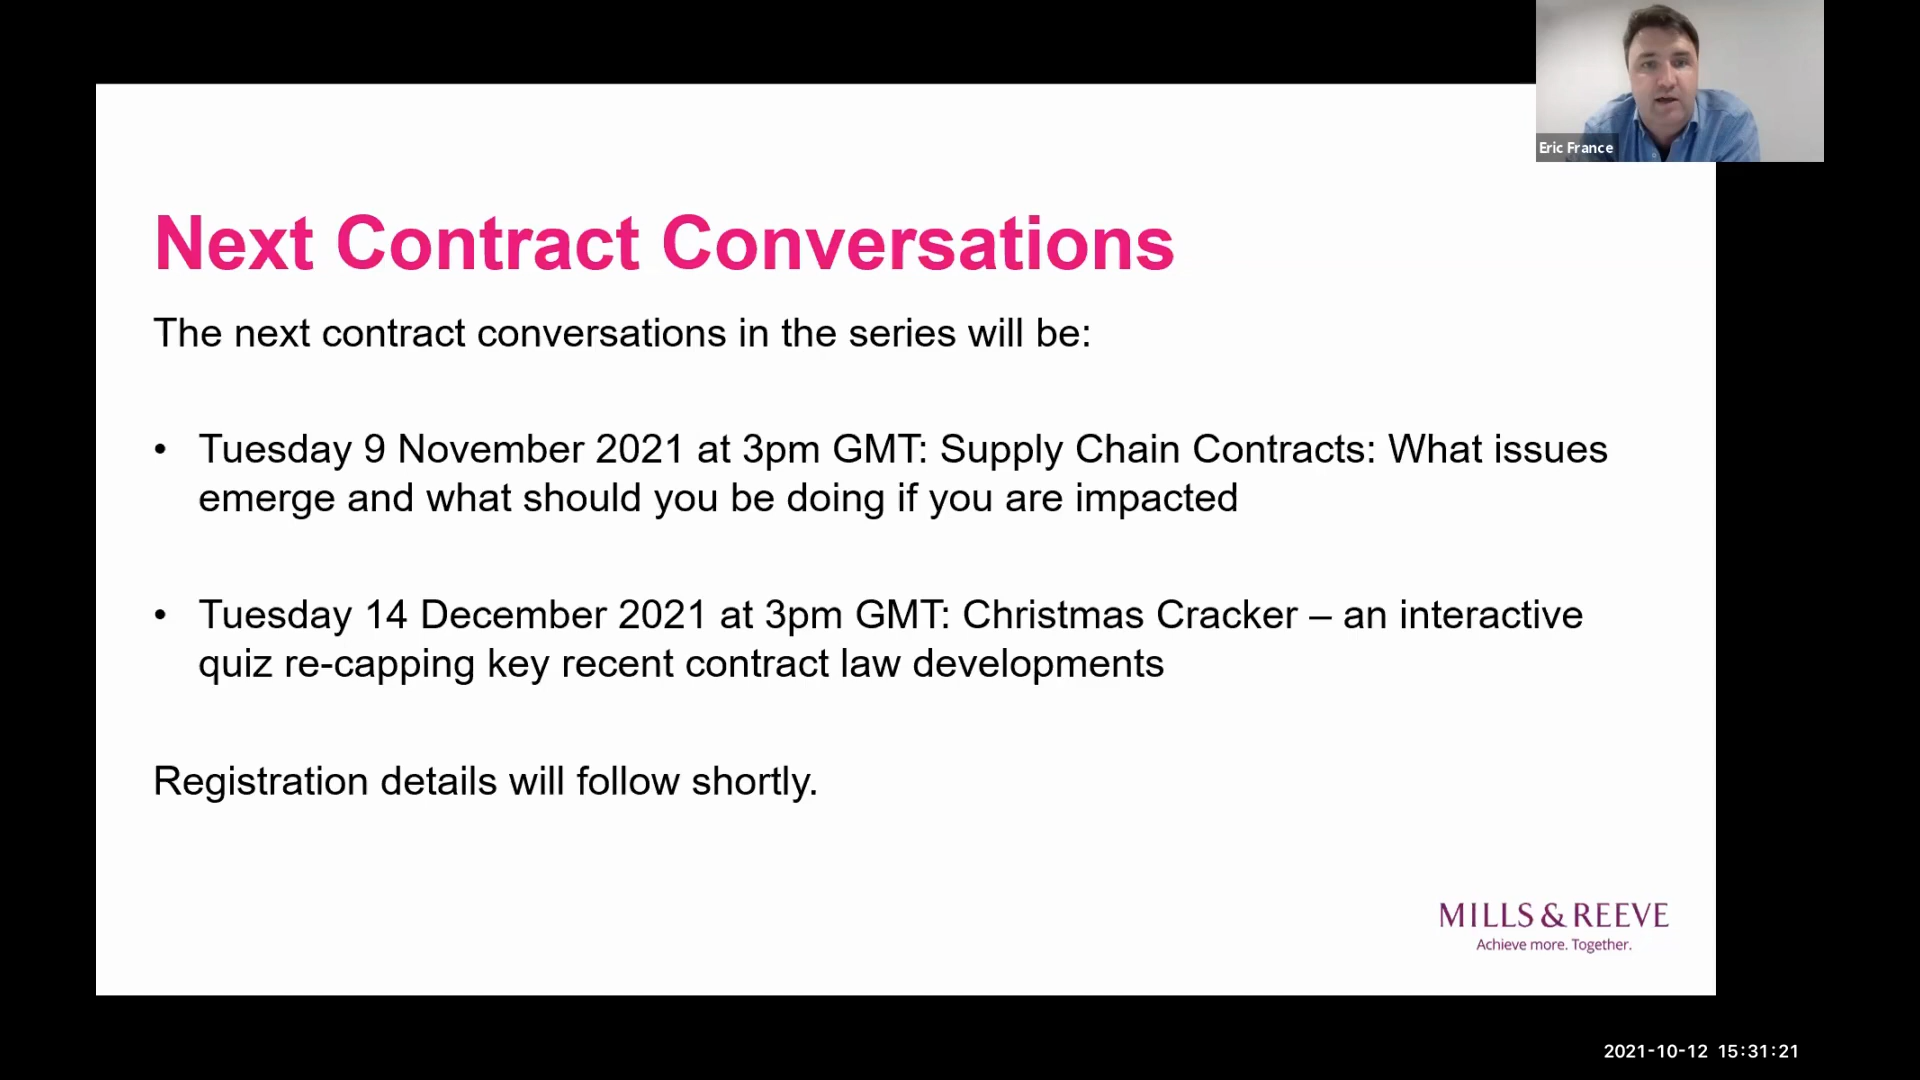 Eric France
Next Contract Conversations
The next contract conversations in the series will be:
• Tuesday 9 November 2021 at 3pm GMT: Supply Chain Contracts: What issues
emerge and what should you be doing if you are impacted
• Tuesday 14 December 2021 at 3pm GMT: Christmas Cracker – an interactive
quiz re-capping key recent contract law developments
Registration details will follow shortly.
MILLS & REEVE
Achieve more. Together.
2021-10-12 15:31:21